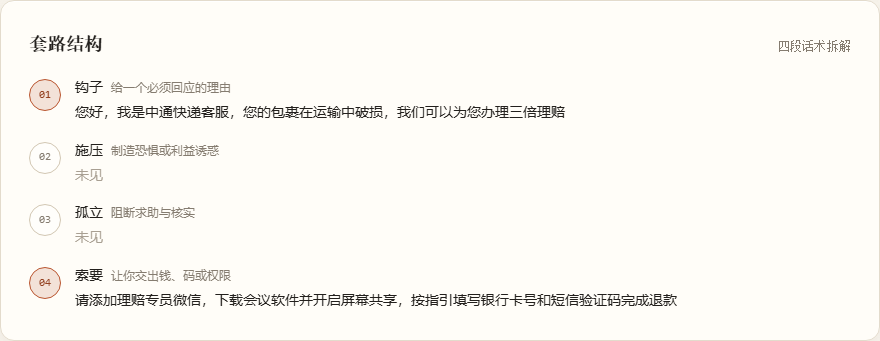 套路结构
四段话术拆解
01
钩子 给一个必须回应的理由
您好，我是中通快递客服，您的包裹在运输中破损，我们可以为您办理三倍理赔
02
施压 制造恐惧或利益诱惑
未见
03
孤立 阻断求助与核实
未见
04
索要 让你交出钱、码或权限
请添加理赔专员微信，下载会议软件并开启屏幕共享，按指引填写银行卡号和短信验证码完成退款